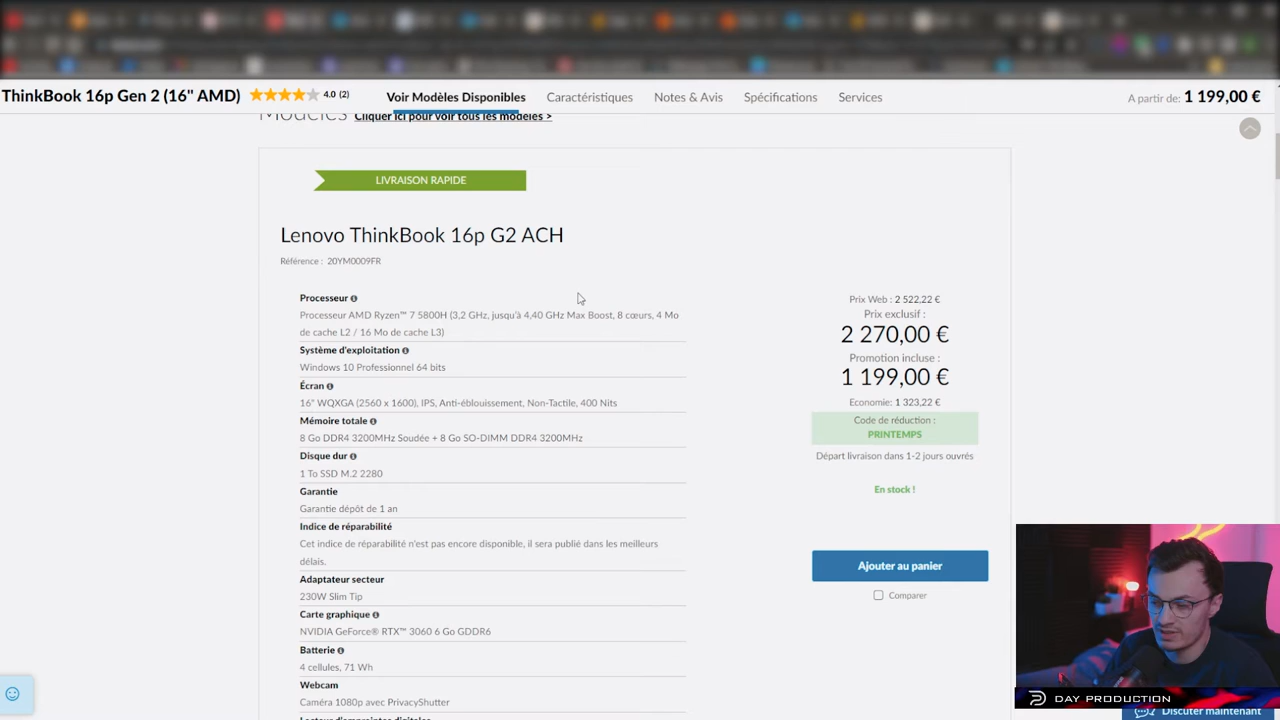 ThinkBook 16p Gen 2 (16" AMD) 4.0 (2) Voir Modèles Disponibles Caractéristiques Notes & Avis Spécifications Services A partir de: 1 199,00 €
Modèles Cliquer ici pour voir tous les modèles >
LIVRAISON RAPIDE
Lenovo ThinkBook 16p G2 ACH
Référence : 20YM0009FR
Processeur
Processeur AMD Ryzen™ 7 5800H (3,2 GHz, jusqu'à 4,40 GHz Max Boost, 8 cœurs, 4 Mo
de cache L2 / 16 Mo de cache L3)
Système d'exploitation
Windows 10 Professionnel 64 bits
Écran
16" WQXGA (2560 x 1600), IPS, Anti-éblouissement, Non-Tactile, 400 Nits
Mémoire totale
8 Go DDR4 3200MHz Soudée + 8 Go SO-DIMM DDR4 3200MHz
Disque dur
1 To SSD M.2 2280
Garantie
Garantie dépôt de 1 an
Indice de réparabilité
Cet indice de réparabilité n'est pas encore disponible, il sera publié dans les meilleurs
délais.
Adaptateur secteur
230W Slim Tip
Carte graphique
NVIDIA GeForce® RTX™ 3060 6 Go GDDR6
Batterie
4 cellules, 71 Wh
Webcam
Caméra 1080p avec PrivacyShutter
Lecteur d'empreintes digitales
Prix Web : 2 522,22 €
Prix exclusif :
2 270,00 €
Promotion incluse :
1 199,00 €
Economie: 1 323,22 €
Code de réduction :
PRINTEMPS
Départ livraison dans 1-2 jours ouvrés
En stock !
Ajouter au panier
Comparer
DAY PRODUCTION
Discuter maintenant